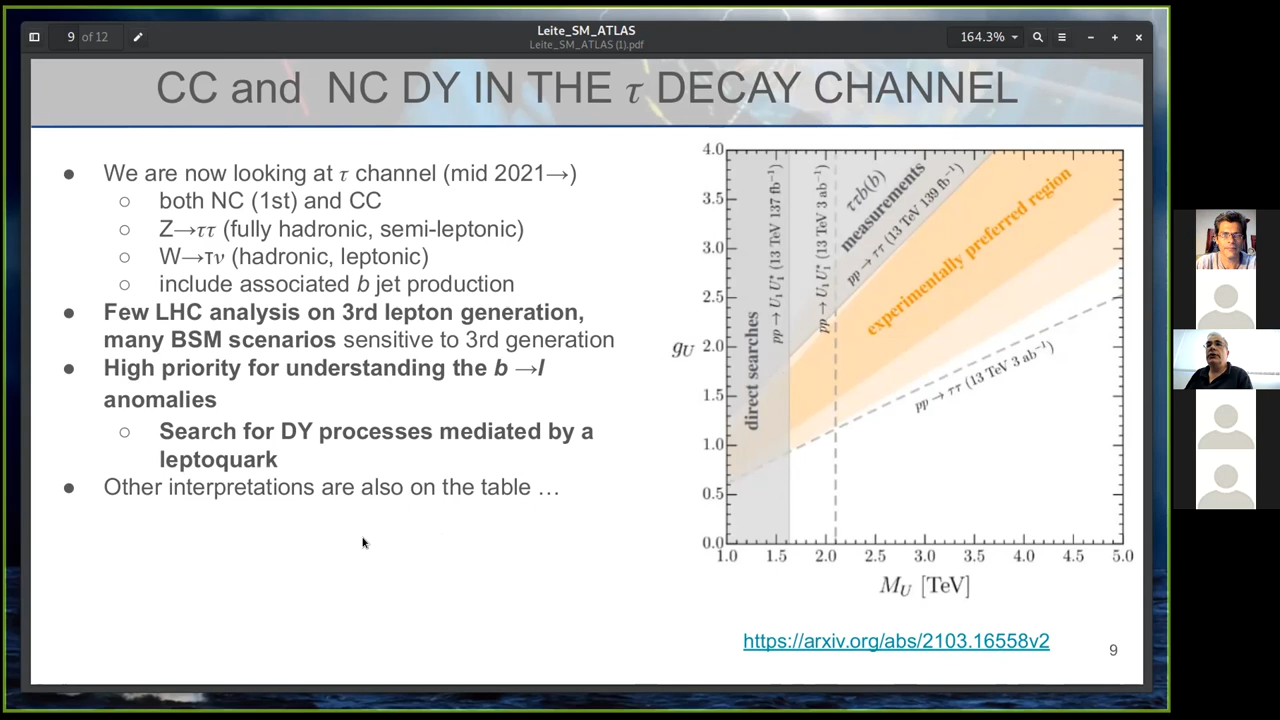 Leite_SM_ATLAS
Leite_SM_ATLAS (1).pdf
9 of 12
164.3%
CC and NC DY IN THE τ DECAY CHANNEL
● We are now looking at τ channel (mid 2021→)
○ both NC (1st) and CC
○ Z→ττ (fully hadronic, semi-leptonic)
○ W→τν (hadronic, leptonic)
○ include associated b jet production
● Few LHC analysis on 3rd lepton generation,
many BSM scenarios sensitive to 3rd generation
● High priority for understanding the b →l
anomalies
○ Search for DY processes mediated by a
leptoquark
● Other interpretations are also on the table …
4.0
3.5
3.0
2.5
2.0
1.5
1.0
0.5
0.0
gU
direct searches
pp → U₁U₁* (13 TeV 137 fb⁻¹)
pp → U₁U₁* (13 TeV 3 ab⁻¹)
ττb(b)
measurements
pp → ττ (13 TeV 139 fb⁻¹)
experimentally preferred region
pp → ττ (13 TeV 3 ab⁻¹)
1.0 1.5 2.0 2.5 3.0 3.5 4.0 4.5 5.0
MU [TeV]
https://arxiv.org/abs/2103.16558v2
9